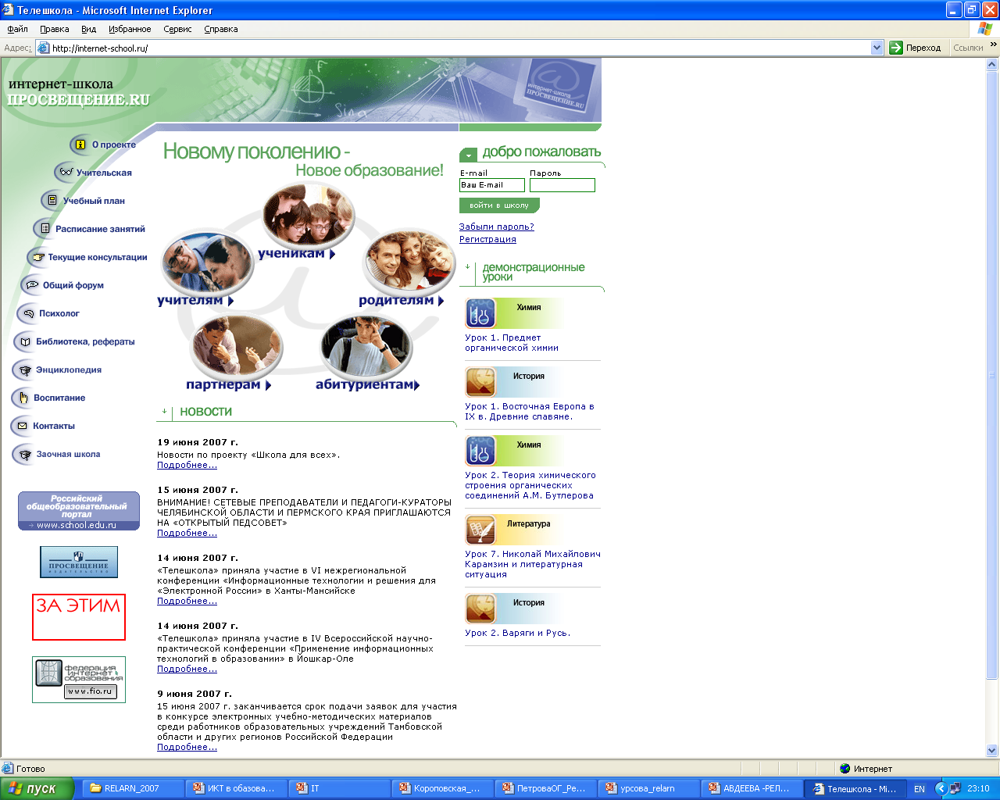 Телешкола - Microsoft Internet Explorer
Файл Правка Вид Избранное Сервис Справка
Адрес: http://internet-school.ru/ Переход Ссылки
интернет-школа
ПРОСВЕЩЕНИЕ.RU
Sina
интернет-школа
ПРОСВЕЩЕНИЕ.RU
О проекте
Учительская
Учебный план
Расписание занятий
Текущие консультации
Общий форум
Психолог
Библиотека, рефераты
Энциклопедия
Воспитание
Контакты
Заочная школа
Российский
общеобразовательный
портал
www.school.edu.ru
ПРОСВЕЩЕНИЕ
ИЗДАТЕЛЬСТВО
ЗА ЭТИМ
федерация
интернет
образования
www.fio.ru
Новому поколению -
Новое образование!
ученикам
учителям
родителям
партнерам
абитуриентам
новости
19 июня 2007 г.
Новости по проекту «Школа для всех».
Подробнее...
15 июня 2007 г.
ВНИМАНИЕ! СЕТЕВЫЕ ПРЕПОДАВАТЕЛИ И ПЕДАГОГИ-КУРАТОРЫ
ЧЕЛЯБИНСКОЙ ОБЛАСТИ И ПЕРМСКОГО КРАЯ ПРИГЛАШАЮТСЯ
НА «ОТКРЫТЫЙ ПЕДСОВЕТ»
Подробнее...
14 июня 2007 г.
«Телешкола» приняла участие в VI межрегиональной
конференции «Информационные технологии и решения для
«Электронной России» в Ханты-Мансийске
Подробнее...
14 июня 2007 г.
«Телешкола» приняла участие в IV Всероссийской научно-
практической конференции «Применение информационных
технологий в образовании» в Йошкар-Оле
Подробнее...
9 июня 2007 г.
15 июня 2007 г. заканчивается срок подачи заявок для участия
в конкурсе электронных учебно-методических материалов
среди работников образовательных учреждений Тамбовской
области и других регионов Российской Федерации
Подробнее...
добро пожаловать
E-mail Пароль
Ваш E-mail
войти в школу
Забыли пароль?
Регистрация
демонстрационные
уроки
Химия
Урок 1. Предмет
органической химии
История
Урок 1. Восточная Европа в
IX в. Древние славяне.
Химия
Урок 2. Теория химического
строения органических
соединений А.М. Бутлерова
Литература
Урок 7. Николай Михайлович
Карамзин и литературная
ситуация
История
Урок 2. Варяги и Русь.
Готово Интернет
пуск RELARN_2007 ИКТ в обазова... IT Короповская_... ПетроваОГ_Ре... урсова_relarn АВДЕЕВА -РЕЛ... Телешкола - Mi... EN 23:10